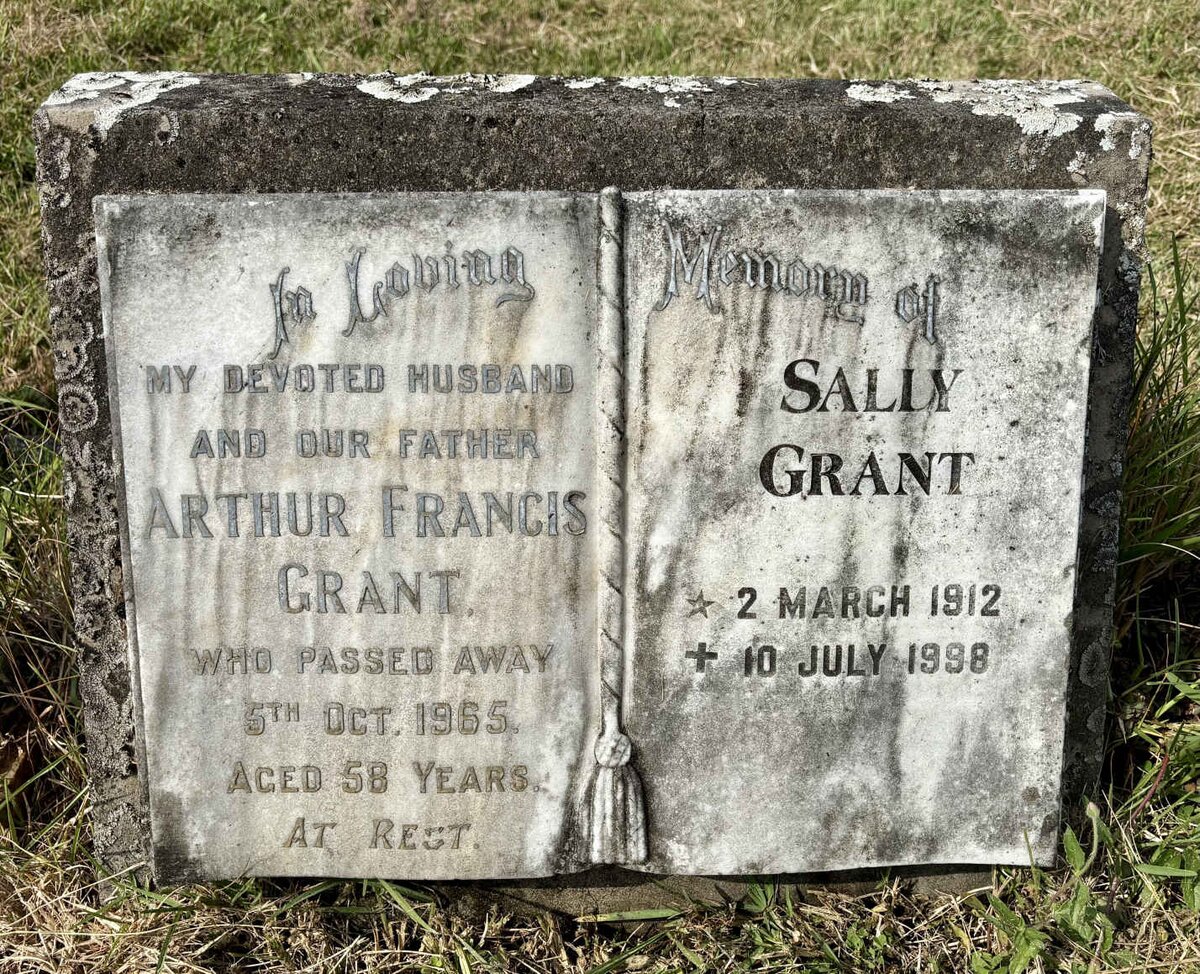 In Loving Memory of
MY DEVOTED HUSBAND
AND OUR FATHER
ARTHUR FRANCIS
GRANT.
WHO PASSED AWAY
5TH OCT. 1965.
AGED 58 YEARS.
AT REST.
SALLY
GRANT
☆ 2 MARCH 1912
✝ 10 JULY 1998